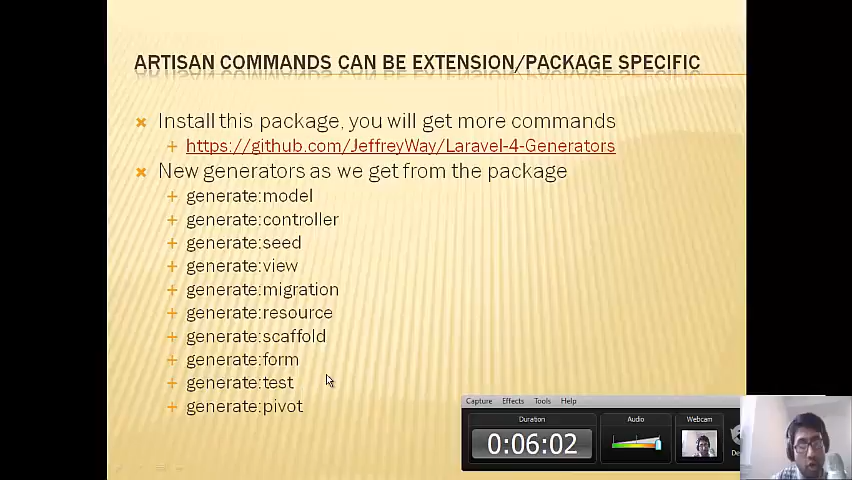 ARTISAN COMMANDS CAN BE EXTENSION/PACKAGE SPECIFIC
Install this package, you will get more commands
https://github.com/JeffreyWay/Laravel-4-Generators
New generators as we get from the package
generate:model
generate:controller
generate:seed
generate:view
generate:migration
generate:resource
generate:scaffold
generate:form
generate:test
generate:pivot
Capture Effects Tools Help
Duration Audio Webcam
0:06:02